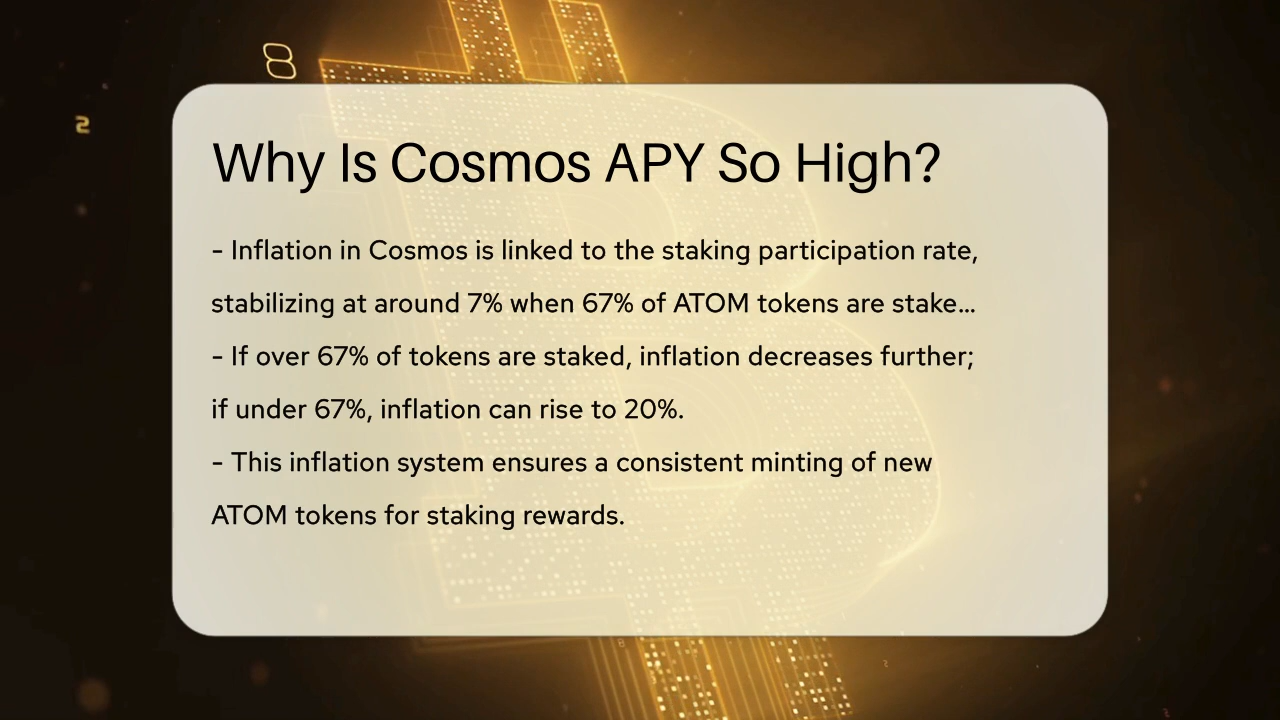 8
2
Why Is Cosmos APY So High?
– Inflation in Cosmos is linked to the staking participation rate,
stabilizing at around 7% when 67% of ATOM tokens are stake...
– If over 67% of tokens are staked, inflation decreases further;
if under 67%, inflation can rise to 20%.
– This inflation system ensures a consistent minting of new
ATOM tokens for staking rewards.